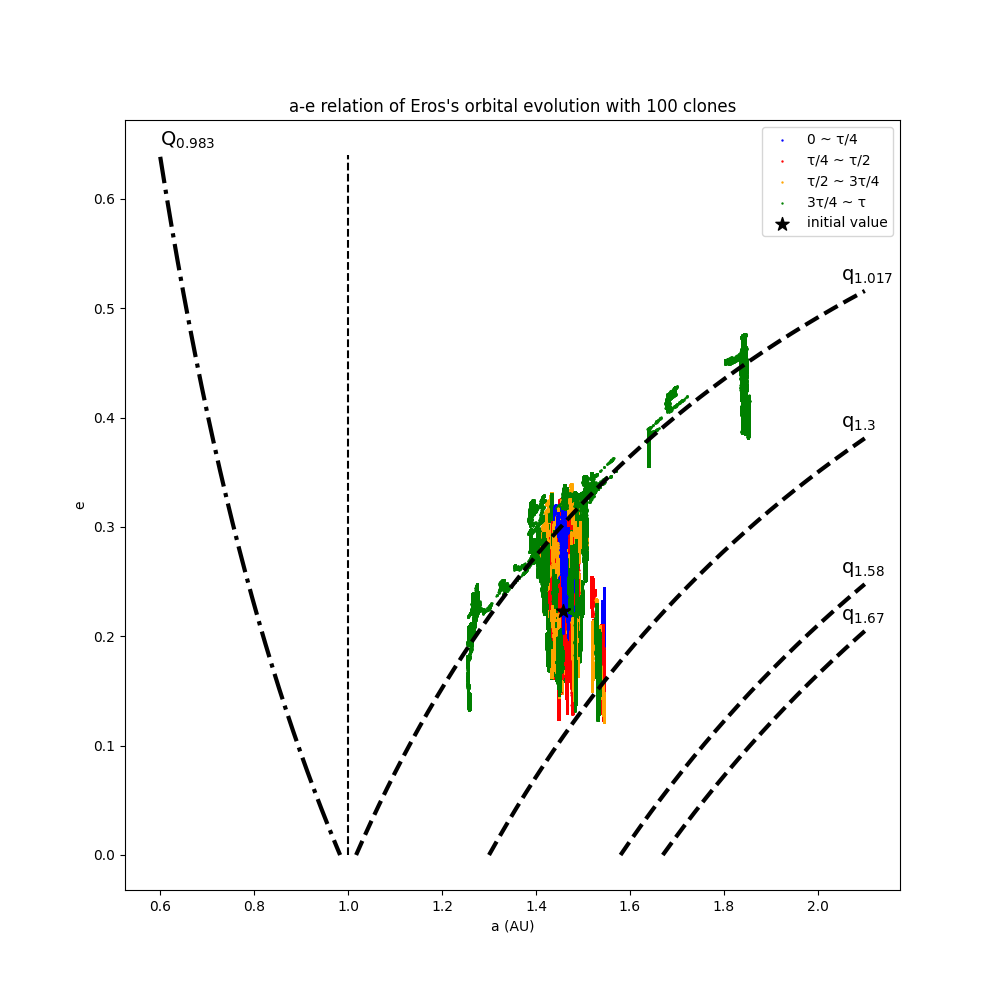 a-e relation of Eros's orbital evolution with 100 clones
Q0.983
0 ~ τ/4
τ/4 ~ τ/2
τ/2 ~ 3τ/4
3τ/4 ~ τ
initial value
q1.017
q1.3
q1.58
q1.67
0.6
0.5
0.4
0.3
0.2
0.1
0.0
e
0.6 0.8 1.0 1.2 1.4 1.6 1.8 2.0
a (AU)